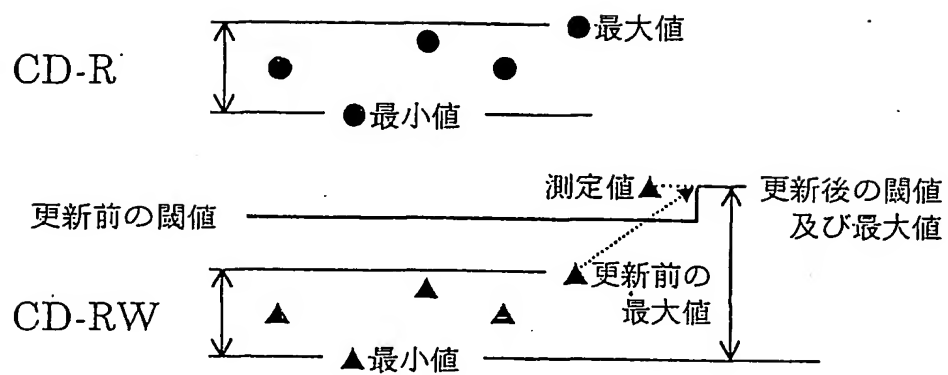 ●最大値
CD-R
●最小値
測定値▲
更新後の閾値
及び最大値
更新前の閾値
▲更新前の
最大値
CD-RW
▲最小値